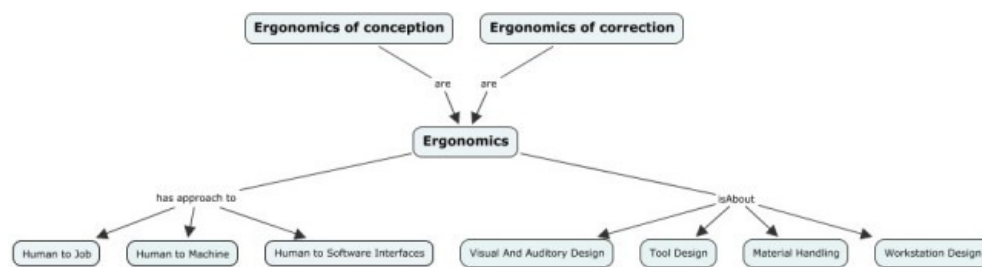 Ergonomics of conception
Ergonomics of correction
are
are
Ergonomics
has approach to
isAbout
Human to Job
Human to Machine
Human to Software Interfaces
Visual And Auditory Design
Tool Design
Material Handling
Workstation Design